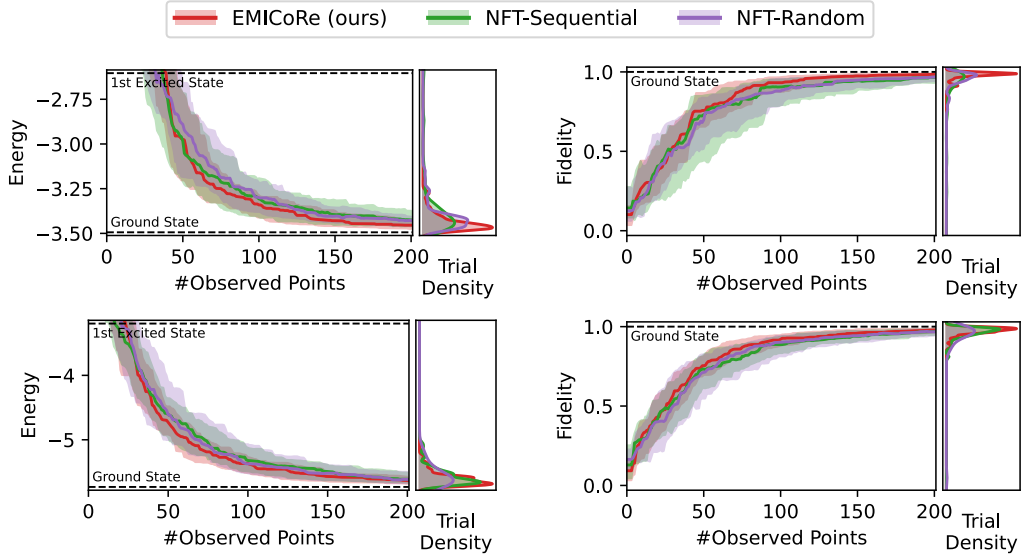 EMICoRe (ours) NFT-Sequential NFT-Random
1st Excited State
Ground State
−2.75
−3.00
−3.25
−3.50
Energy
0 50 100 150 200
#Observed Points
Trial
Density
Ground State
1.0
0.5
0.0
Fidelity
0 50 100 150 200
#Observed Points
Trial
Density
1st Excited State
Ground State
−4
−5
Energy
0 50 100 150 200
#Observed Points
Trial
Density
Ground State
1.0
0.5
0.0
Fidelity
0 50 100 150 200
#Observed Points
Trial
Density